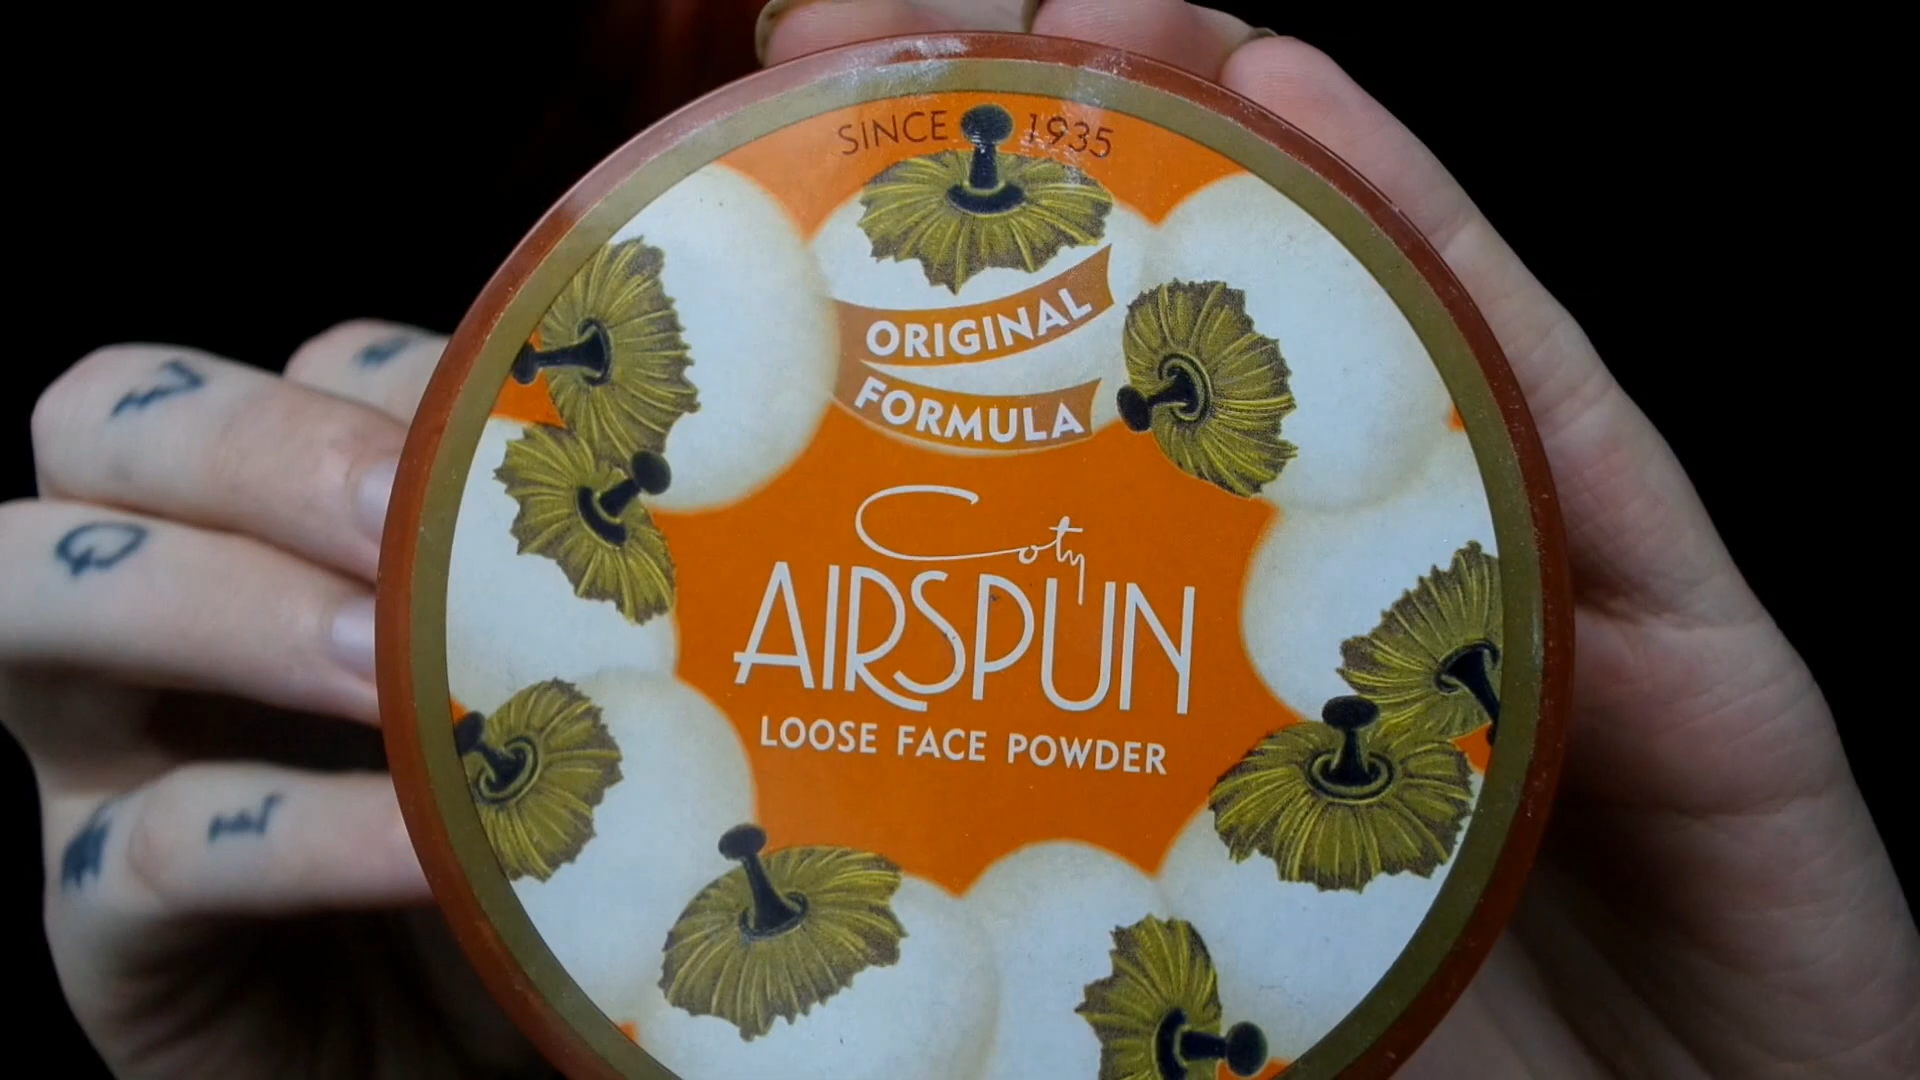 SINCE 1935
ORIGINAL
FORMULA
Coty
AIRSPUN
LOOSE FACE POWDER